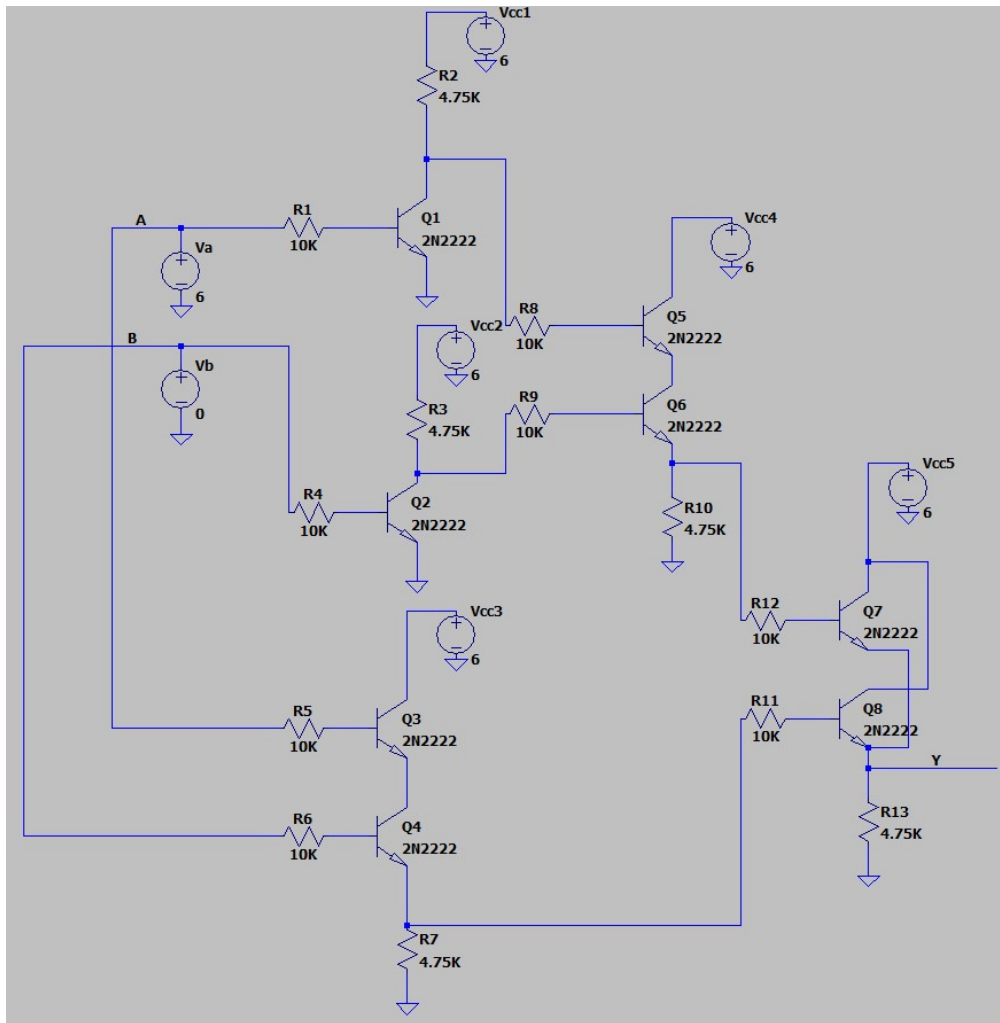 Vcc1
6
R2
4.75K
R1
10K
Q1
2N2222
A
Va
6
Vcc4
6
R8
10K
Q5
2N2222
B
Vb
0
Vcc2
6
R3
4.75K
R9
10K
Q6
2N2222
R4
10K
Q2
2N2222
R10
4.75K
Vcc5
6
Vcc3
6
R12
10K
Q7
2N2222
R5
10K
Q3
2N2222
R11
10K
Q8
2N2222
Y
R6
10K
Q4
2N2222
R13
4.75K
R7
4.75K